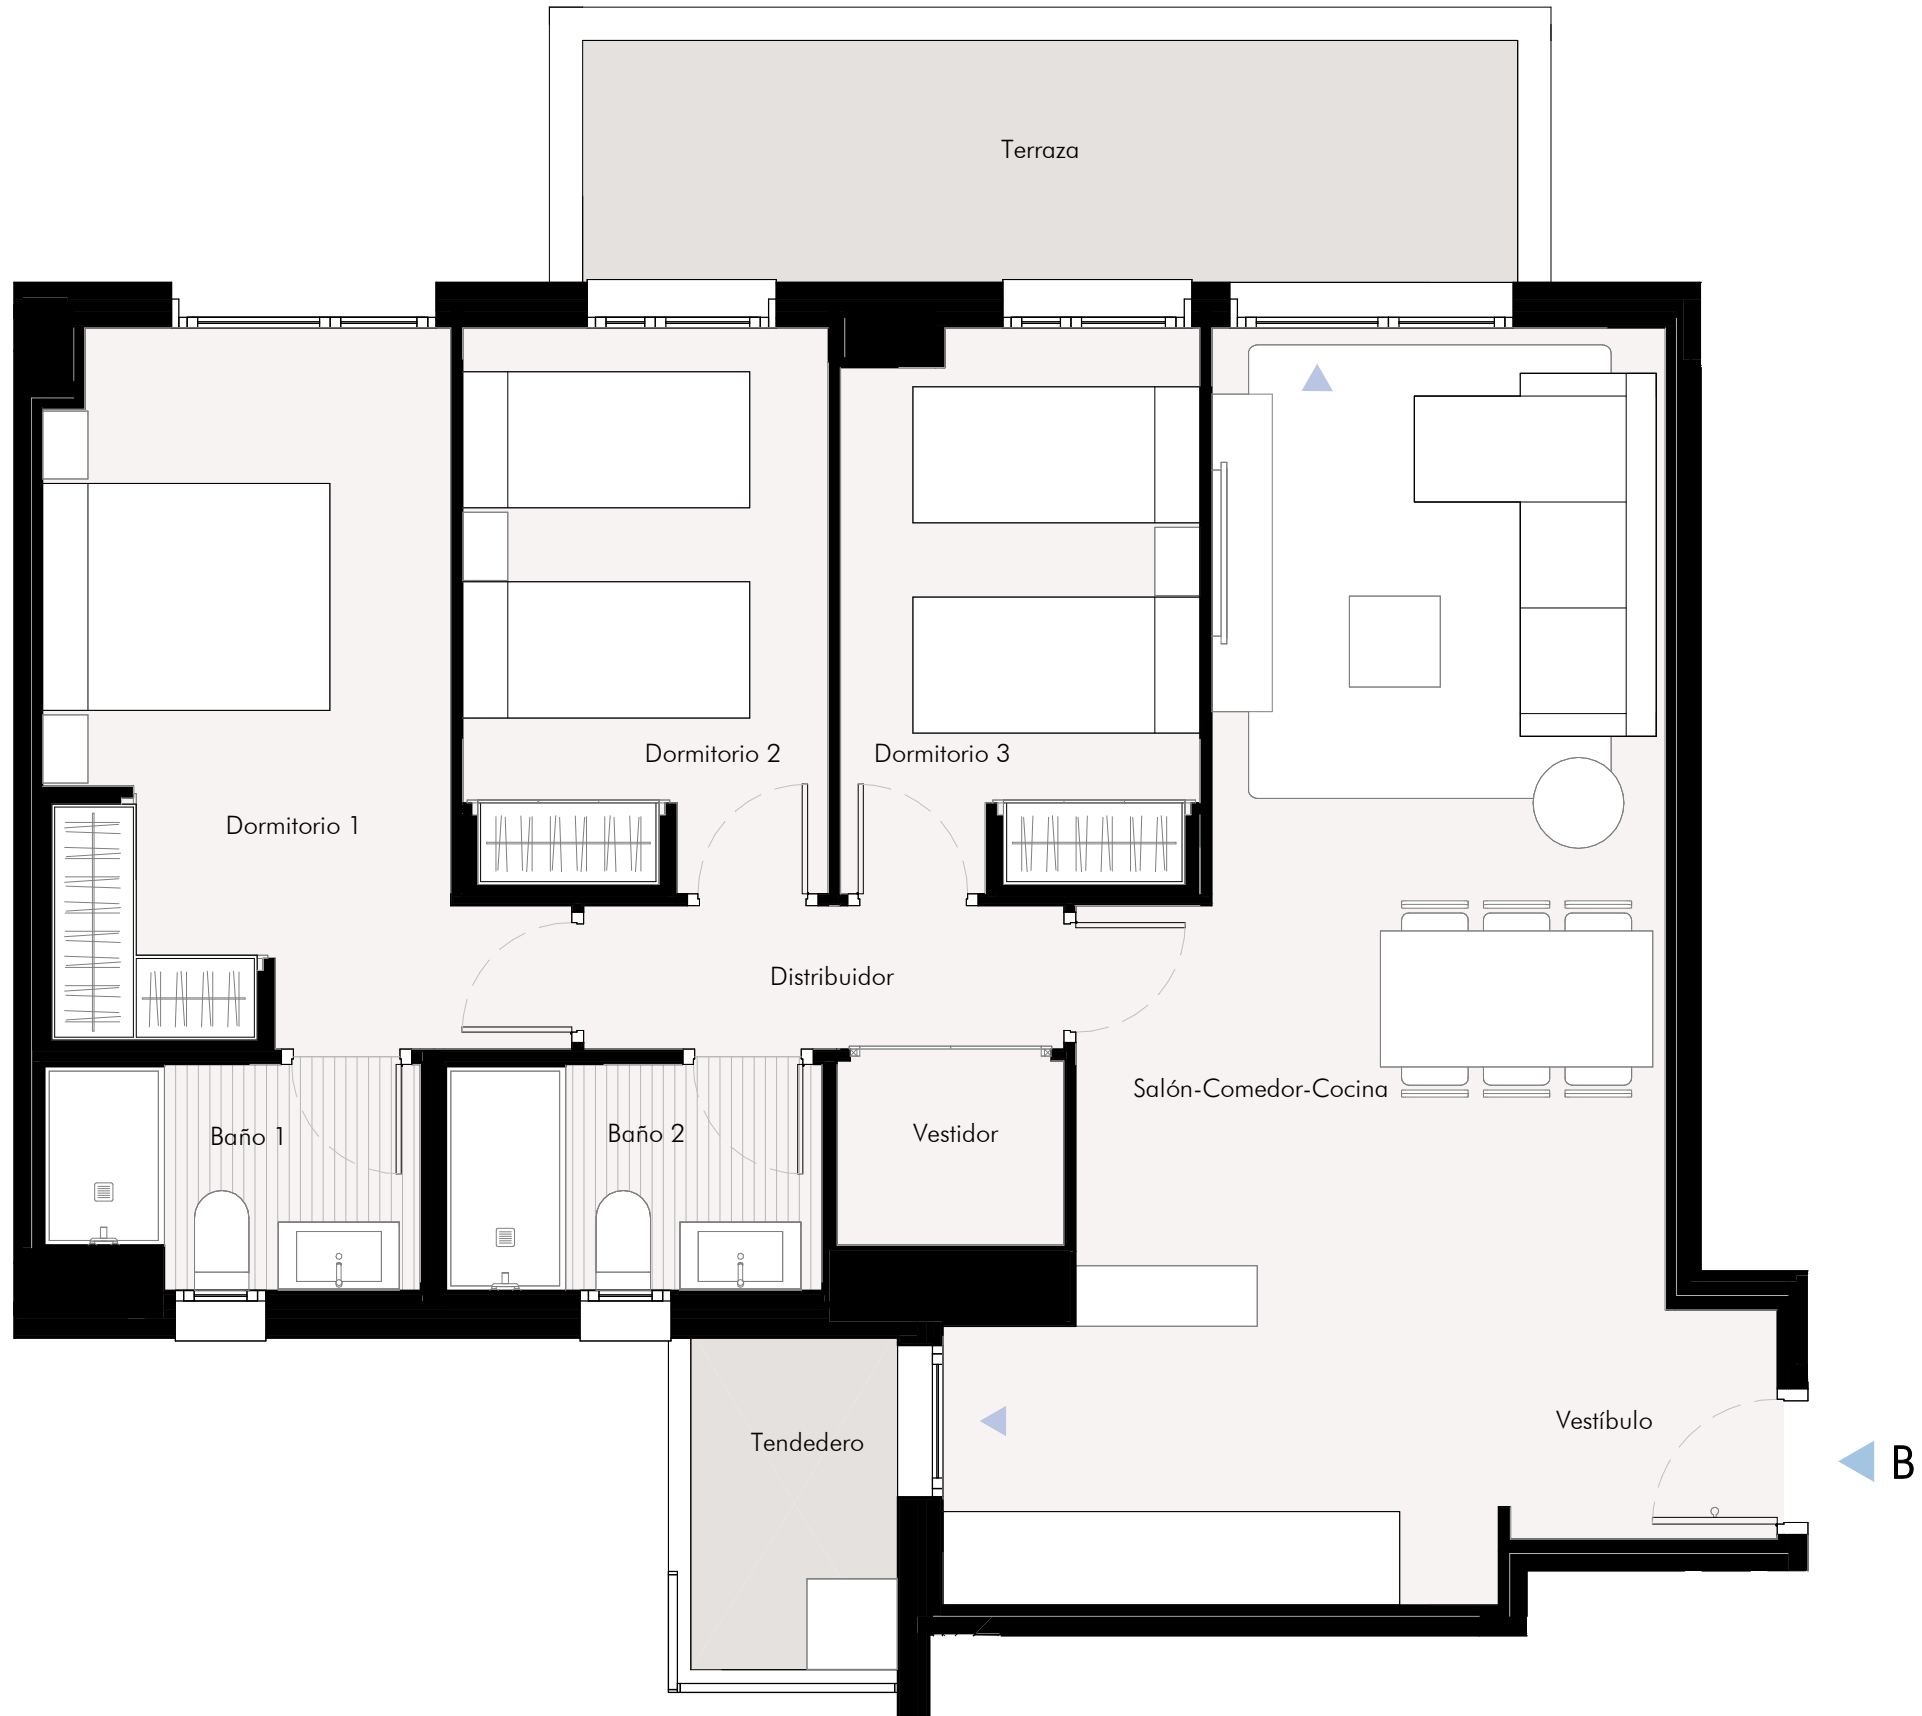 Terraza
Dormitorio 2
Dormitorio 3
Dormitorio 1
Distribuidor
Salón-Comedor-Cocina
Baño 1
Baño 2
Vestidor
Vestíbulo
Tendedero
B